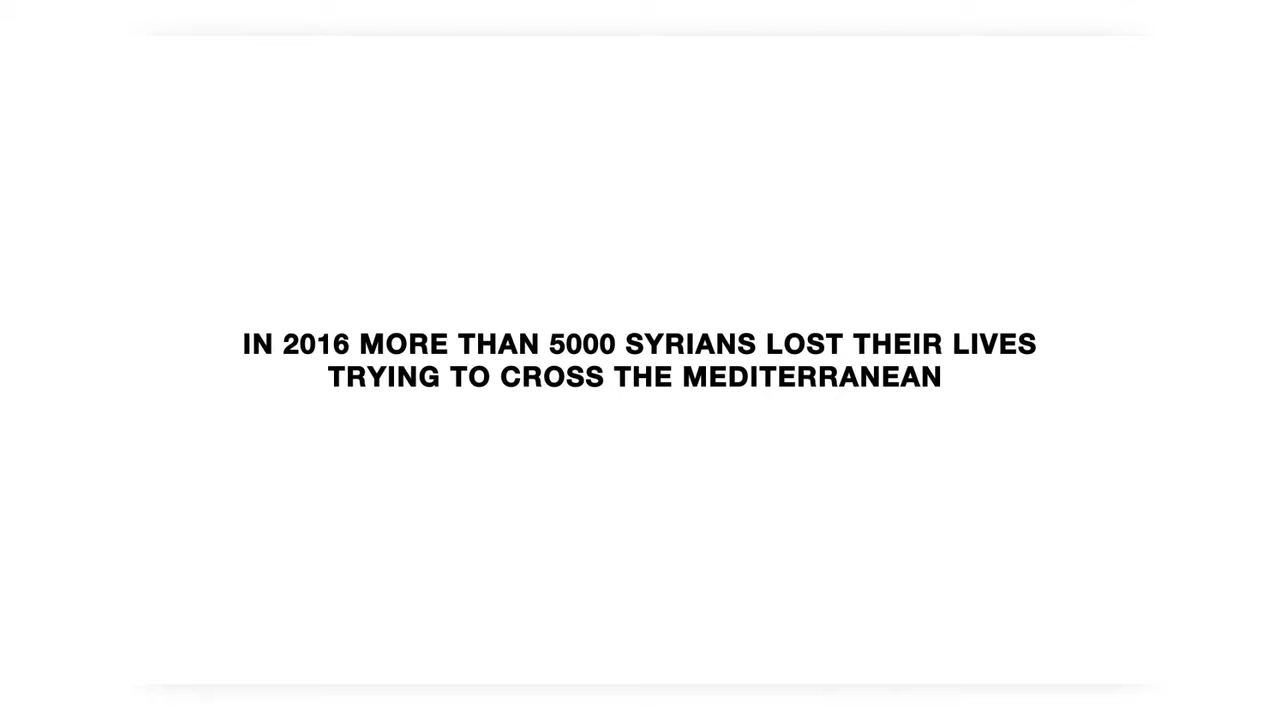 IN 2016 MORE THAN 5000 SYRIANS LOST THEIR LIVES
TRYING TO CROSS THE MEDITERRANEAN